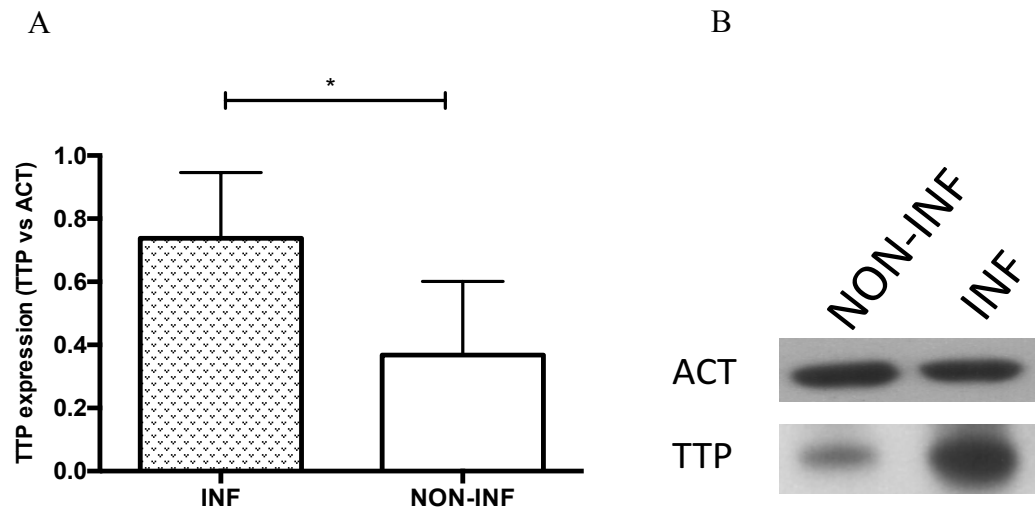 A
B
*
TTP expression (TTP vs ACT)
1.0
0.8
0.6
0.4
0.2
0.0
INF
NON-INF
NON-INF
INF
ACT
TTP